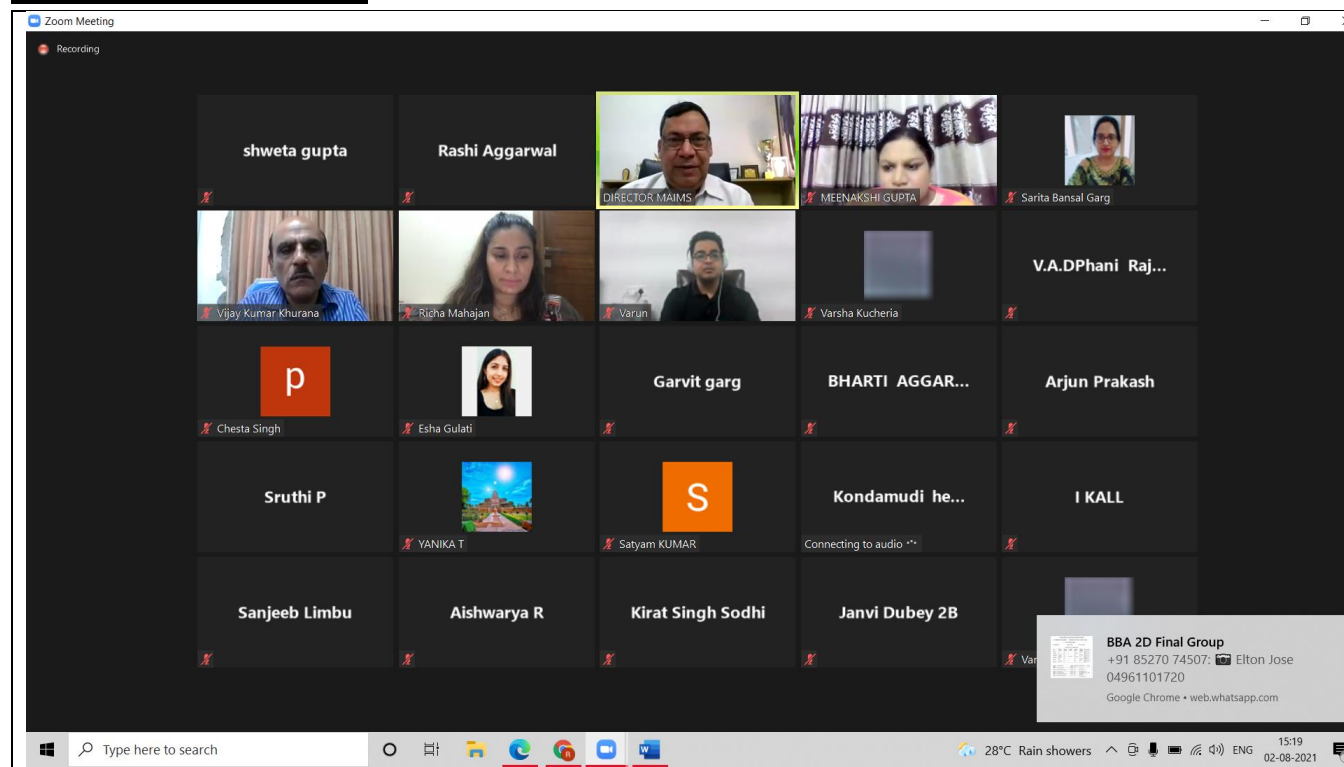 Zoom Meeting
Recording
shweta gupta
Rashi Aggarwal
DIRECTOR MAIMS
MEENAKSHI GUPTA
Sarita Bansal Garg
Vijay Kumar Khurana
Richa Mahajan
Varun
Varsha Kucheria
V.A.DPhani Raj...
p
Chesta Singh
Esha Gulati
Garvit garg
BHARTI AGGAR...
Arjun Prakash
Sruthi P
YANIKA T
S
Satyam KUMAR
Kondamudi he...
Connecting to audio
I KALL
Sanjeeb Limbu
Aishwarya R
Kirat Singh Sodhi
Janvi Dubey 2B
Var
BBA 2D Final Group
+91 85270 74507: 📷 Elton Jose
04961101720
Google Chrome • web.whatsapp.com
Type here to search
28°C Rain showers
ENG
15:19
02-08-2021